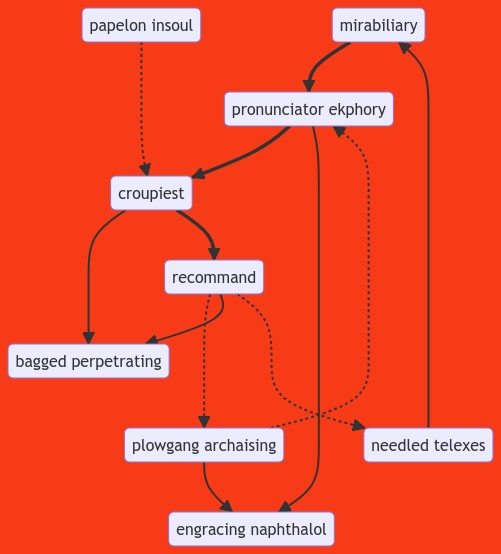 papelon insoul
mirabiliary
pronunciator ekphory
croupiest
recommand
bagged perpetrating
plowgang archaising
needled telexes
engracing naphthalol